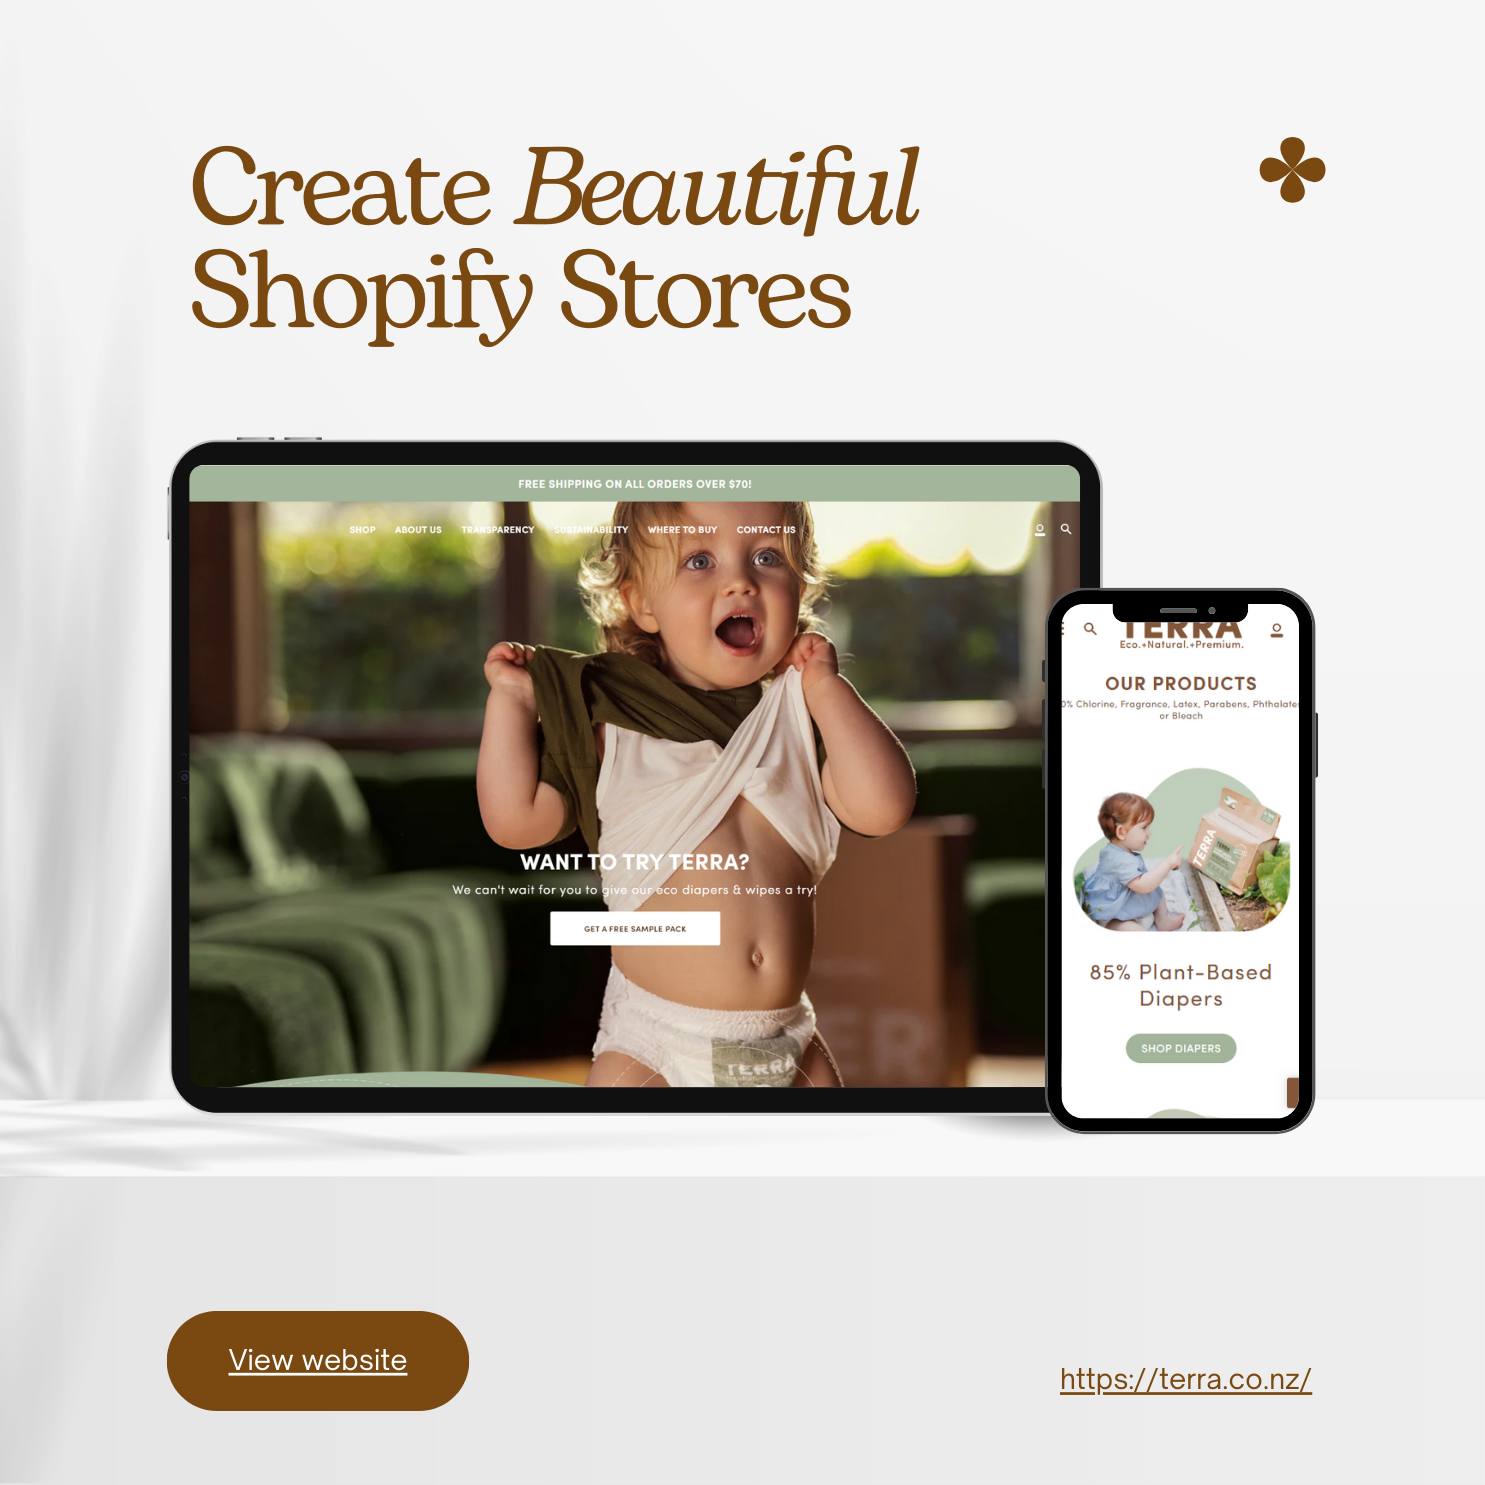 Create Beautiful
Shopify Stores
FREE SHIPPING ON ALL ORDERS OVER $70!
SHOP ABOUT US TRANSPARENCY SUSTAINABILITY WHERE TO BUY CONTACT US
WANT TO TRY TERRA?
We can't wait for you to give our eco diapers & wipes a try!
GET A FREE SAMPLE PACK
TERRA
TERRA
Eco.+Natural.+Premium.
OUR PRODUCTS
0% Chlorine, Fragrance, Latex, Parabens, Phthalates
or Bleach
TERRA
TERRA
85% Plant-Based
Diapers
SHOP DIAPERS
View website
https://terra.co.nz/